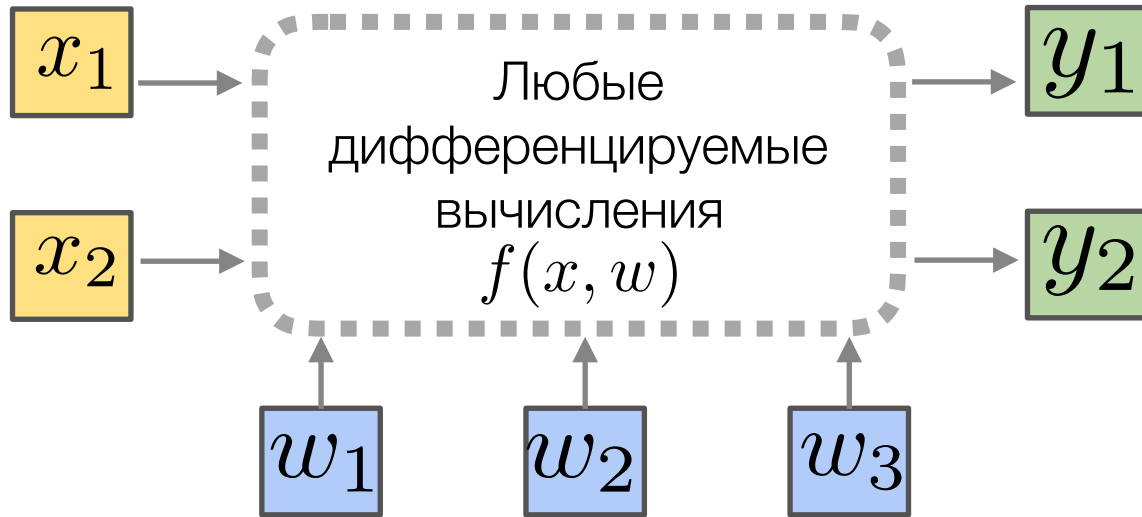 x₁
Любые
y₁
дифференцируемые
вычисления
x₂
y₂
f(x, w)
w₁ w₂ w₃